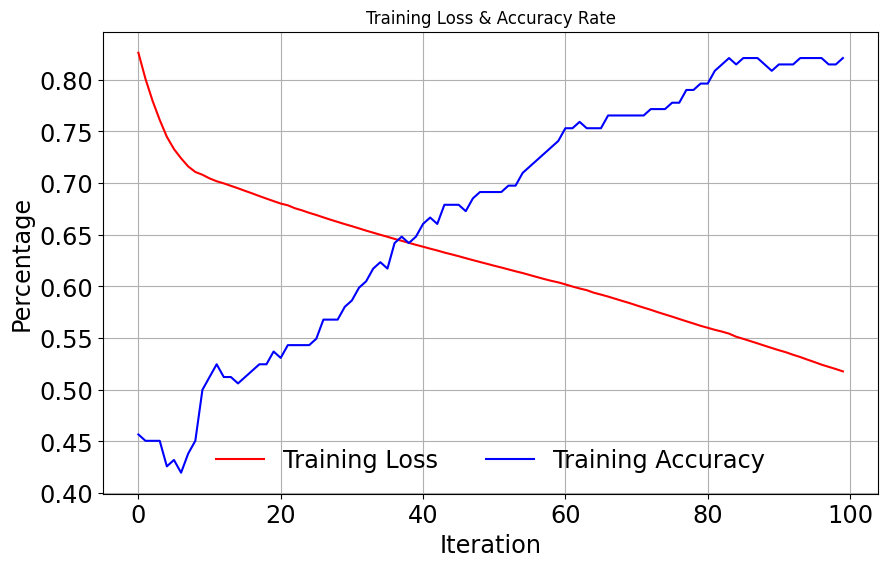 Training Loss & Accuracy Rate
Percentage
0.80
0.75
0.70
0.65
0.60
0.55
0.50
0.45
0.40
Training Loss Training Accuracy
0 20 40 60 80 100
Iteration